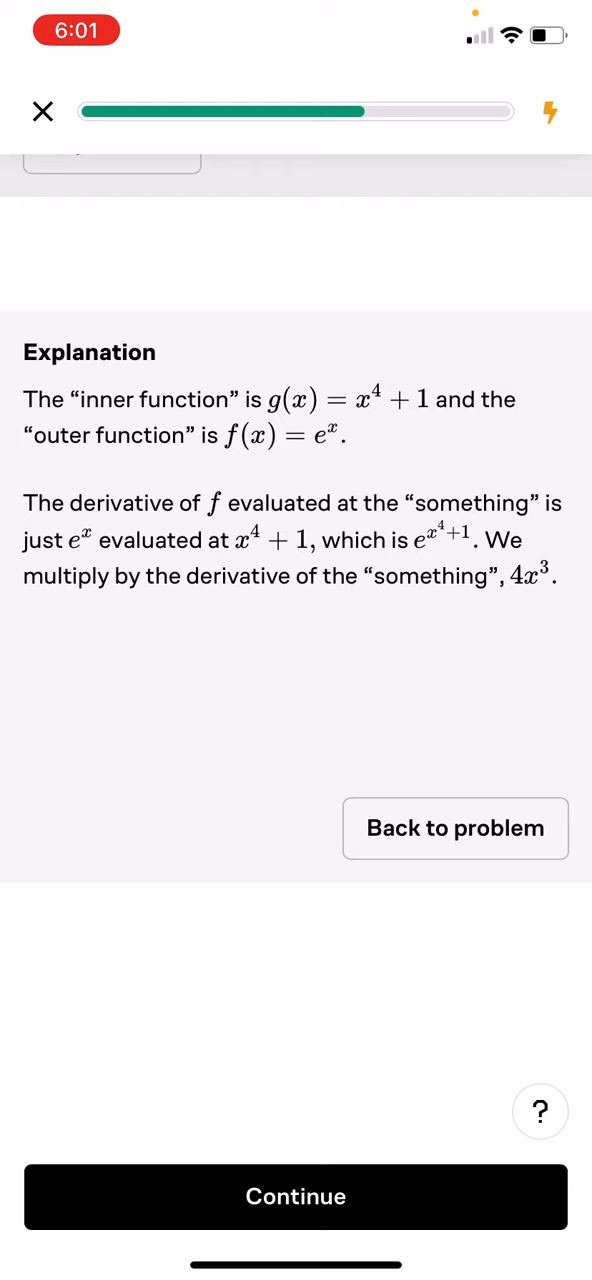 6:01
Explanation
The “inner function” is g(x) = x⁴ + 1 and the
“outer function” is f(x) = eˣ.
The derivative of f evaluated at the “something” is
just eˣ evaluated at x⁴ + 1, which is e^{x⁴+1}. We
multiply by the derivative of the “something”, 4x³.
Back to problem
?
Continue